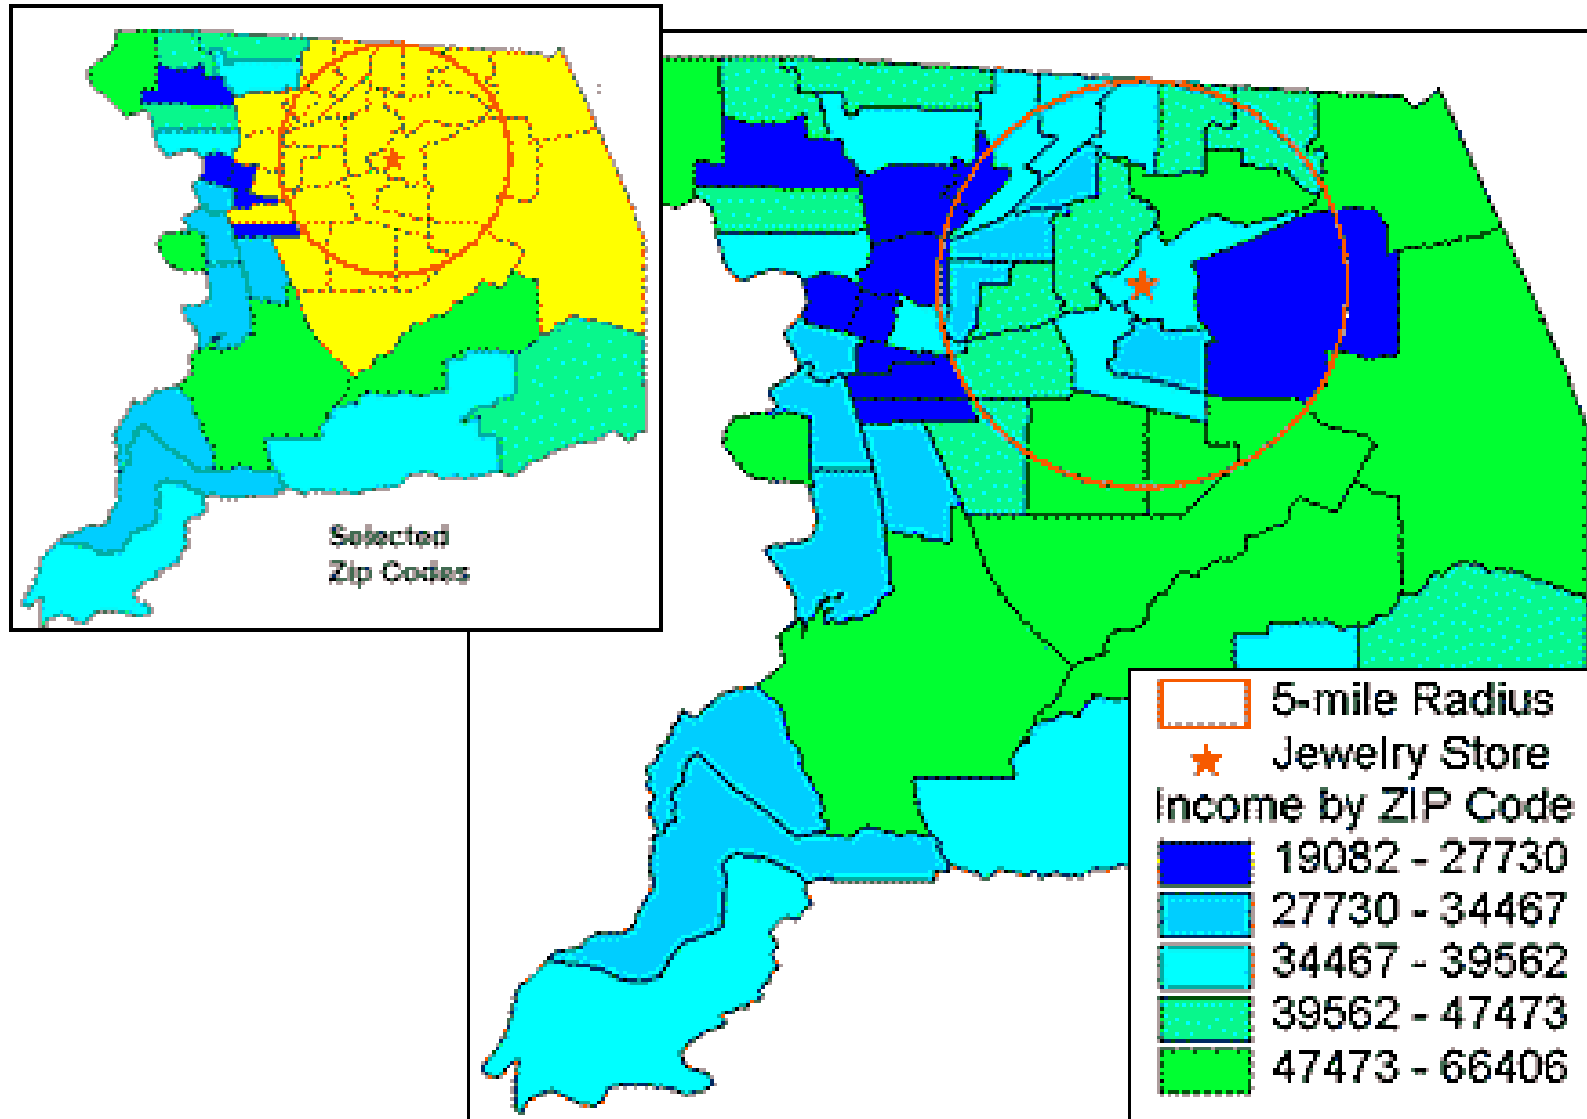 Selected
Zip Codes
5-mile Radius
Jewelry Store
Income by ZIP Code
19082 - 27730
27730 - 34467
34467 - 39562
39562 - 47473
47473 - 66406